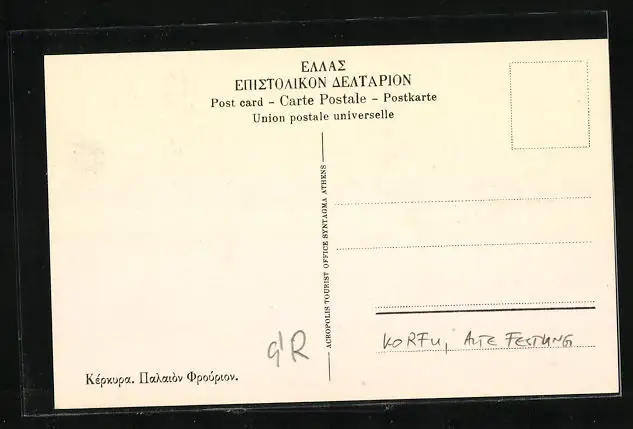 ΕΛΛΑΣ
ΕΠΙΣΤΟΛΙΚΟΝ ΔΕΛΤΑΡΙΟΝ
Post card – Carte Postale – Postkarte
Union postale universelle
ACROPOLIS TOURIST OFFICE SYNTAGMA ATHENS
KORFU, ALTE FESTUNG
Κέρκυρα. Παλαιὸν Φρούριον.